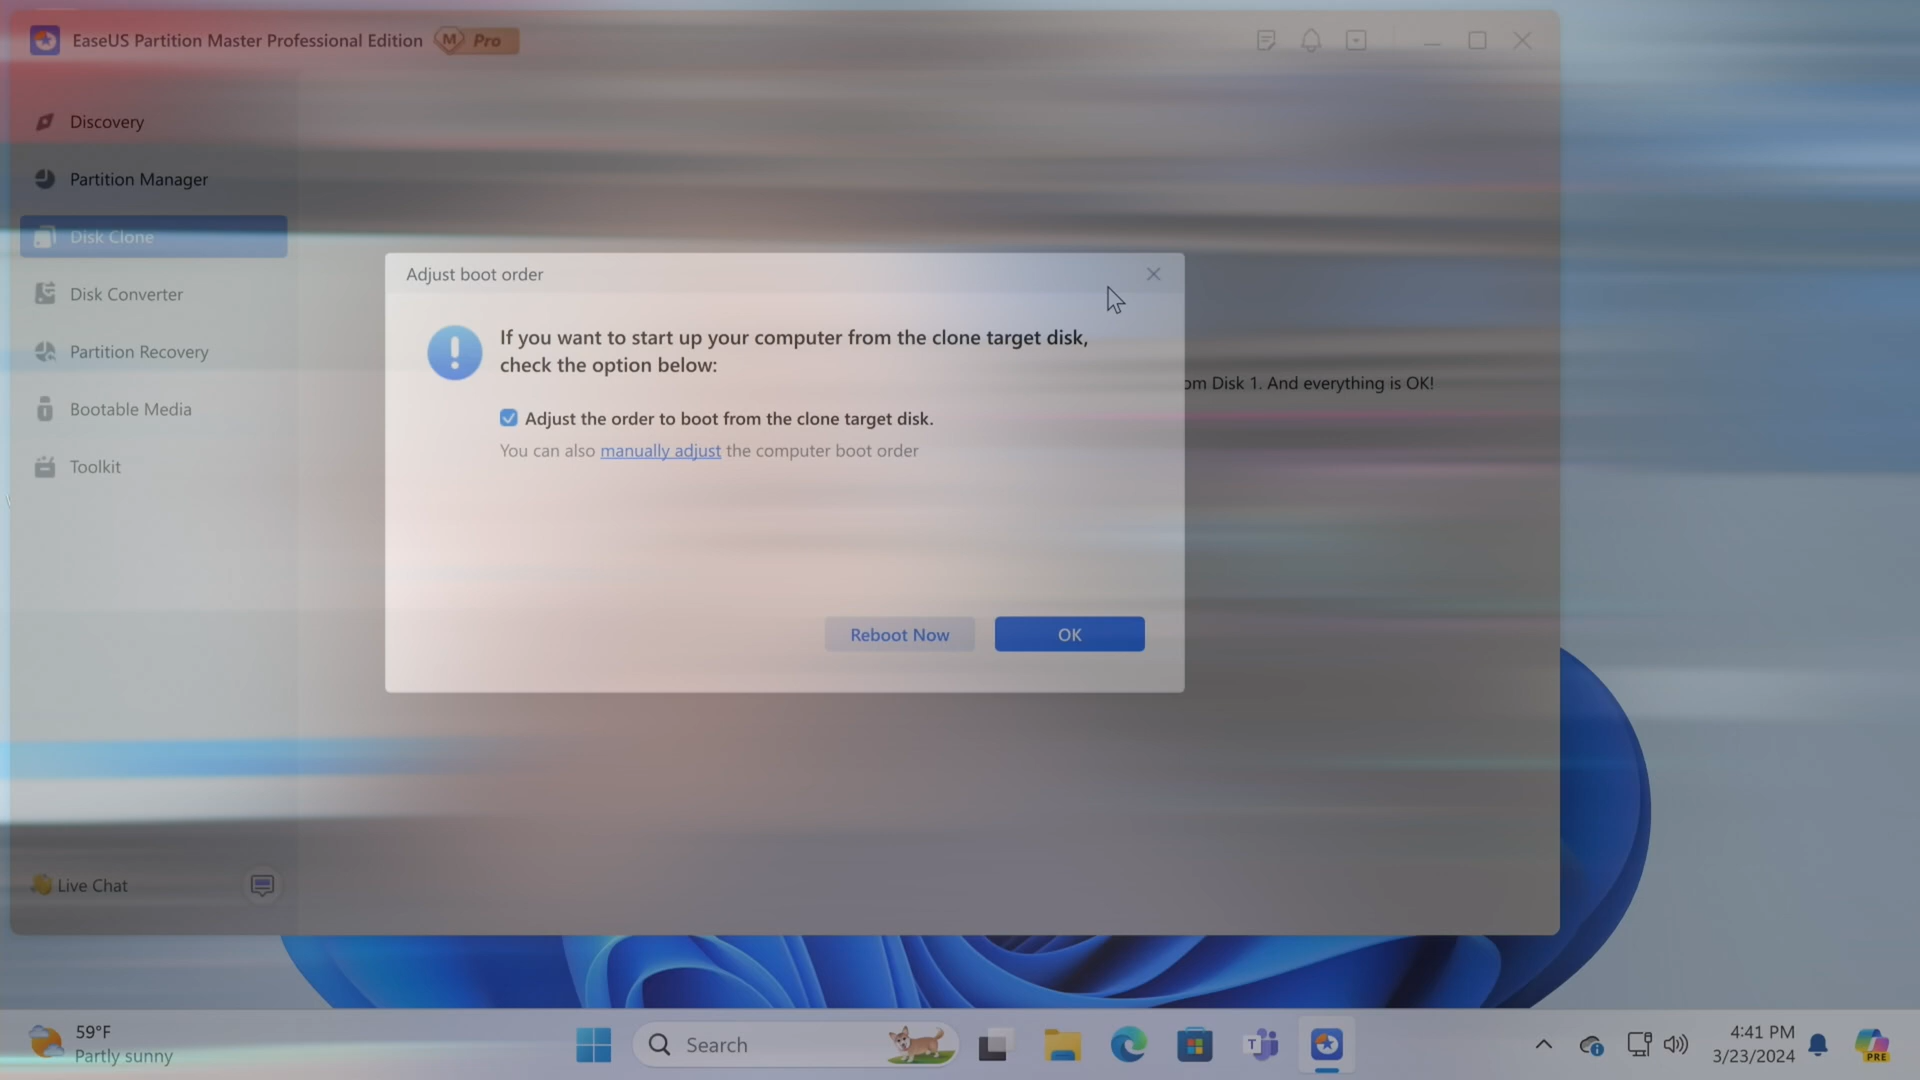 EaseUS Partition Master Professional Edition
M Pro
Discovery
Partition Manager
Disk Clone
Disk Converter
Partition Recovery
Bootable Media
Toolkit
Adjust boot order
If you want to start up your computer from the clone target disk,
check the option below:
Adjust the order to boot from the clone target disk.
You can also manually adjust the computer boot order
om Disk 1. And everything is OK!
Reboot Now
OK
Live Chat
59°F
Partly sunny
Search
T
4:41 PM
3/23/2024
PRE